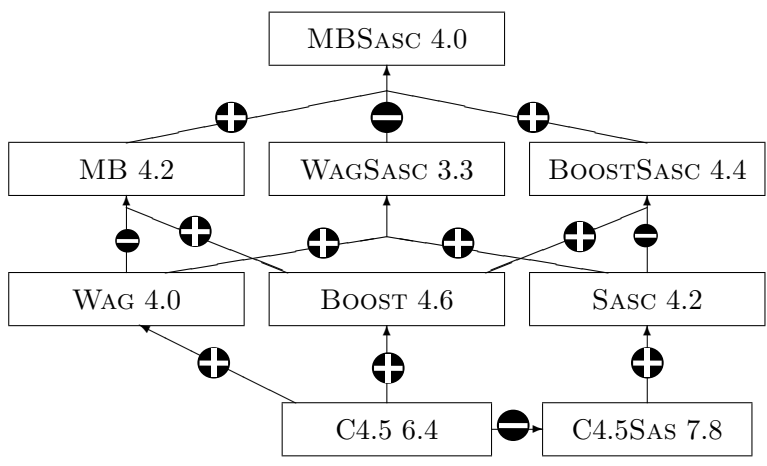 MBSASC 4.0
MB 4.2
WAGSASC 3.3
BOOSTSASC 4.4
WAG 4.0
BOOST 4.6
SASC 4.2
C4.5 6.4
C4.5SAS 7.8